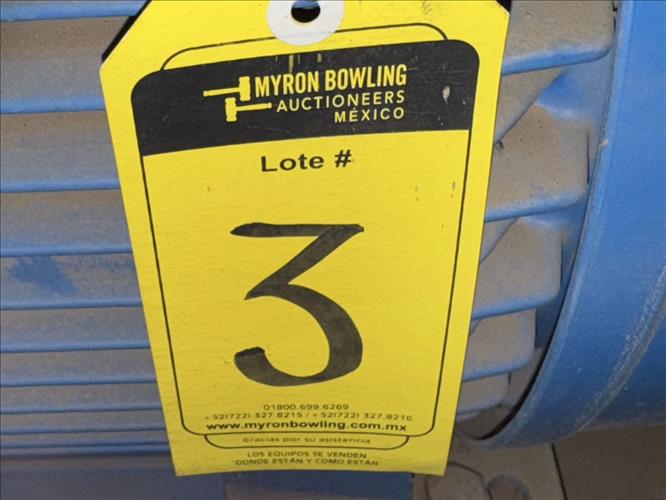 MYRON BOWLING
AUCTIONEERS
MÉXICO
Lote #
3
01800.699.6269
+52(722) 327.8215 / +52(722) 327.8216
www.myronbowling.com.mx
Gracias por su asistencia
LOS EQUIPOS SE VENDEN
"DONDE ESTÁN Y COMO ESTÁN"